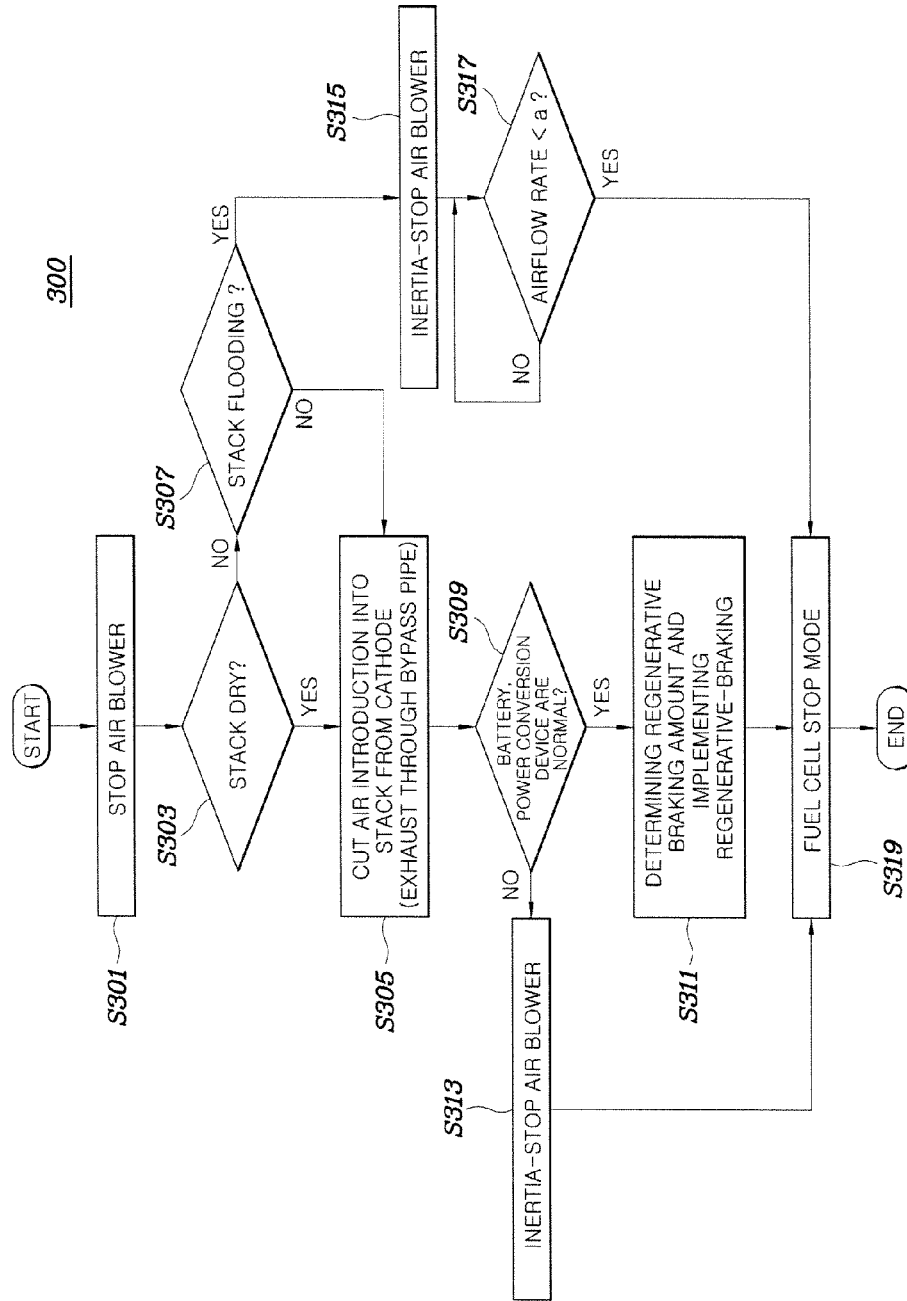 300
START
STOP AIR BLOWER
S301
STACK DRY?
S303
NO
YES
STACK FLOODING ?
S307
YES
NO
CUT AIR INTRODUCTION INTO
STACK FROM CATHODE
(EXHAUST THROUGH BYPASS PIPE)
S305
BATTERY,
POWER CONVERSION
DEVICE ARE
NORMAL?
S309
NO
YES
INERTIA-STOP AIR BLOWER
S313
DETERMINING REGENERATIVE
BRAKING AMOUNT AND
IMPLEMENTING
REGENERATIVE-BRAKING
S311
INERTIA-STOP AIR BLOWER
S315
AIRFLOW RATE < a ?
S317
NO
YES
FUEL CELL STOP MODE
S319
END